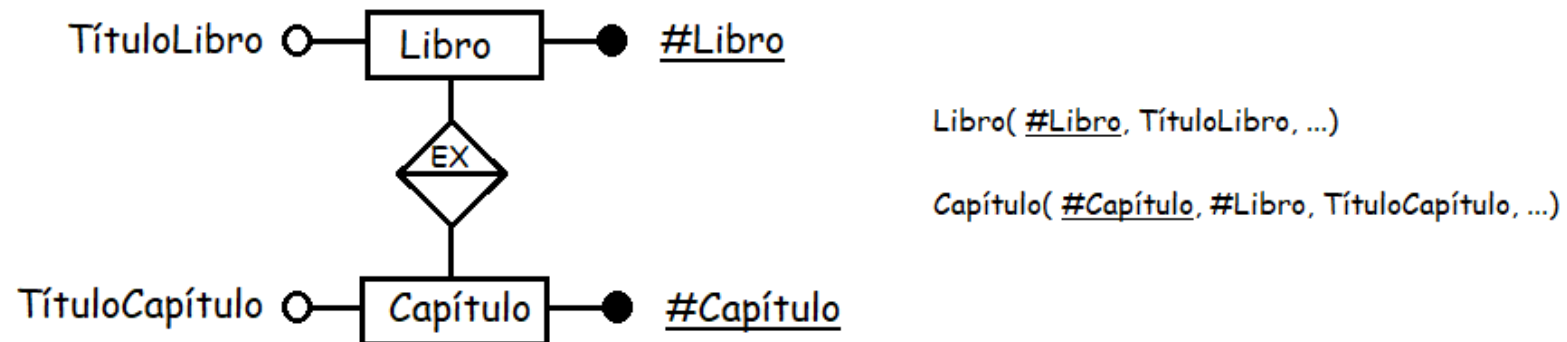 TítuloLibro
Libro
#Libro
EX
Libro( #Libro, TítuloLibro, ...)
Capítulo( #Capítulo, #Libro, TítuloCapítulo, ...)
TítuloCapítulo
Capítulo
#Capítulo